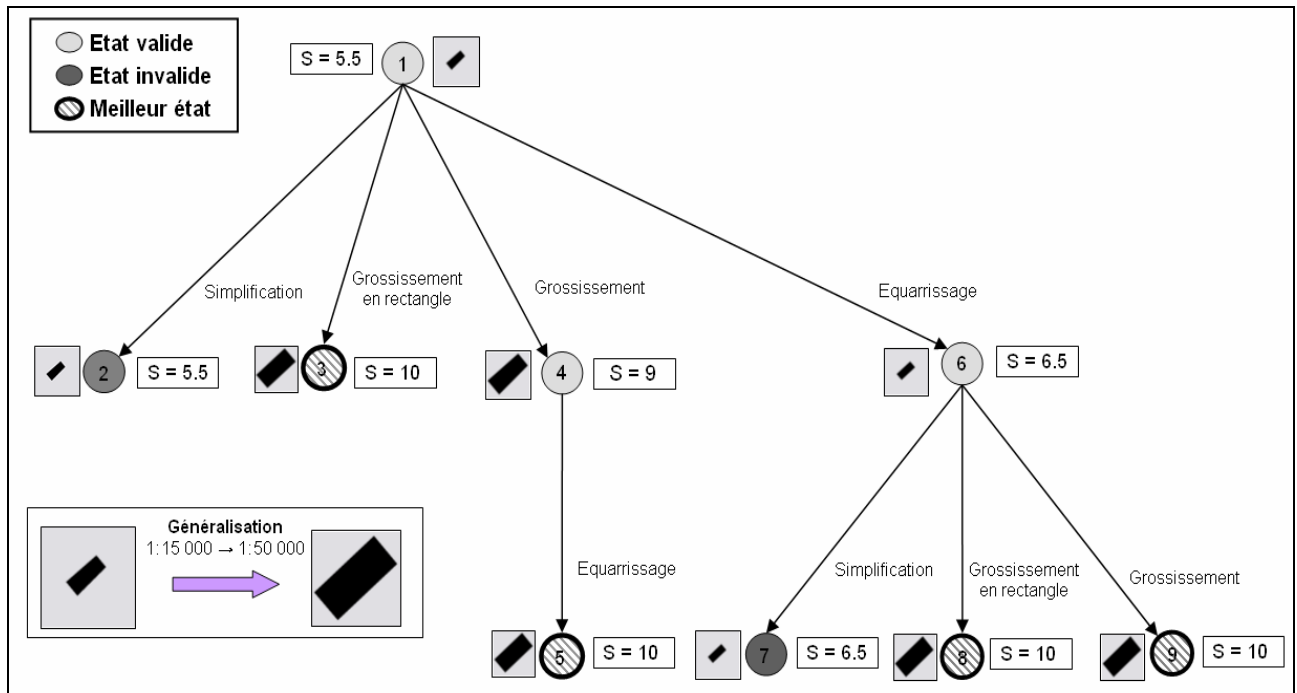 Etat valide
Etat invalide
Meilleur état
S = 5.5
1
Simplification
Grossissement
en rectangle
Grossissement
Equarrissage
2
S = 5.5
3
S = 10
4
S = 9
6
S = 6.5
Généralisation
1:15 000 → 1:50 000
Equarrissage
Simplification
Grossissement
en rectangle
Grossissement
5
S = 10
7
S = 6.5
8
S = 10
9
S = 10